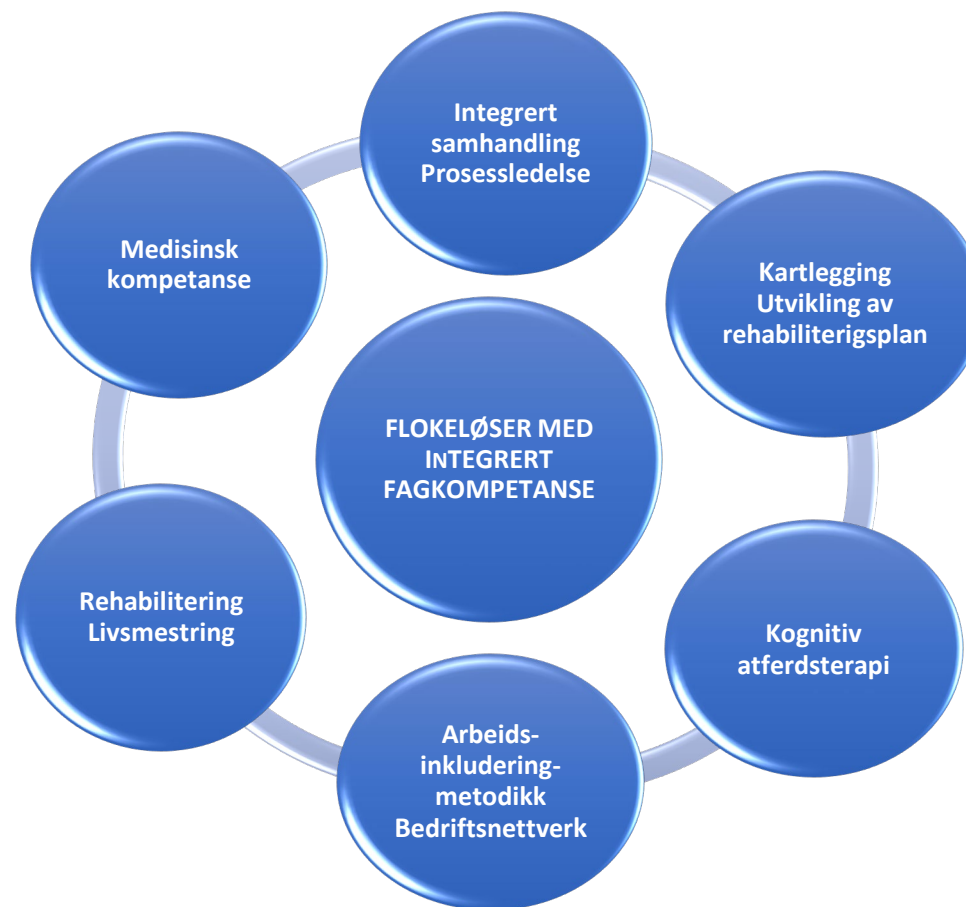 Integrert
samhandling
Prosessledelse
Kartlegging
Utvikling av
rehabiliterigsplan
Kognitiv
atferdsterapi
Arbeids-
inkludering-
metodikk
Bedriftsnettverk
Rehabilitering
Livsmestring
Medisinsk
kompetanse
FLOKELØSER MED
INTEGRERT
FAGKOMPETANSE